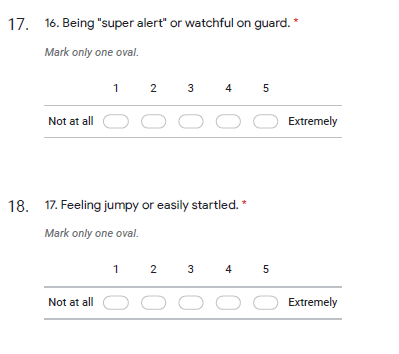 17. 16. Being "super alert" or watchful on guard. *
Mark only one oval.
1 2 3 4 5
Not at all Extremely
18. 17. Feeling jumpy or easily startled. *
Mark only one oval.
1 2 3 4 5
Not at all Extremely